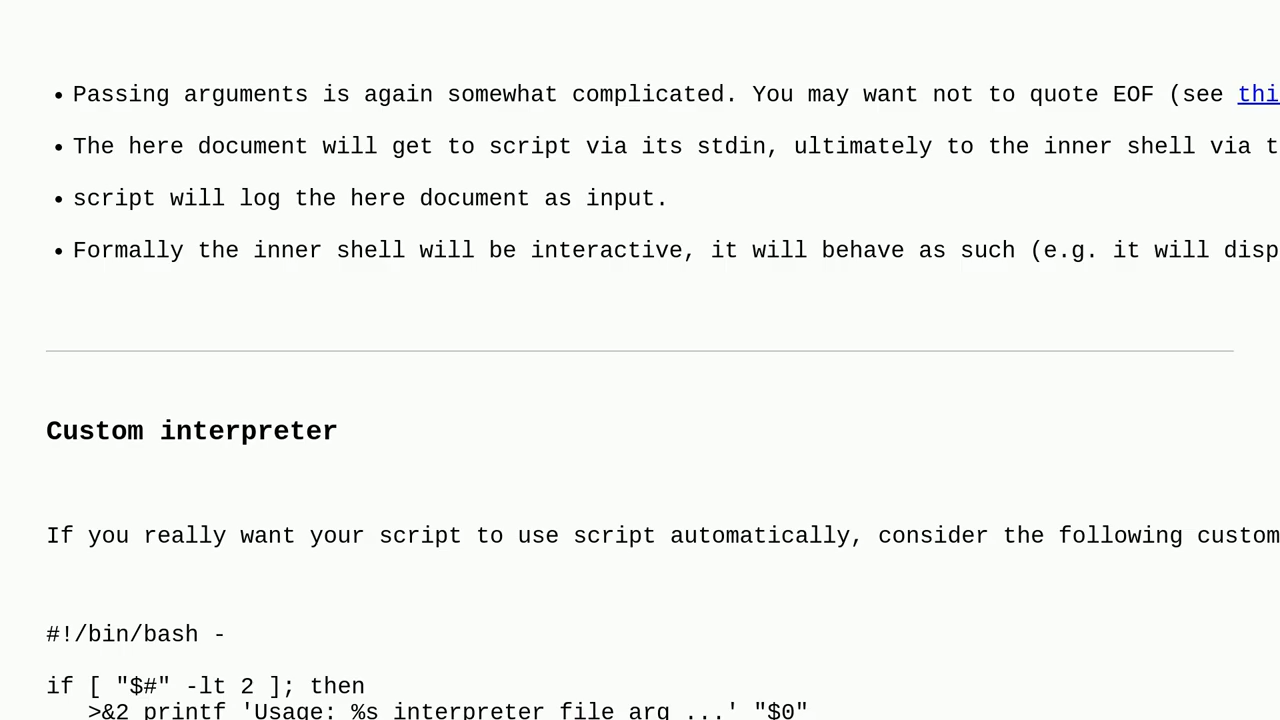 • Passing arguments is again somewhat complicated. You may want not to quote EOF (see
• The here document will get to script via its stdin, ultimately to the inner shell via
• script will log the here document as input.
• Formally the inner shell will be interactive, it will behave as such (e.g. it will
Custom interpreter
If you really want your script to use script automatically, consider the following custom
#!/bin/bash -
if [ "$#" -lt 2 ]; then
   >&2 printf 'Usage: %s interpreter file arg ...' "$0"